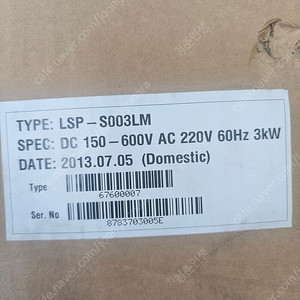 TYPE: LSP-S003LM
SPEC: DC 150-600V AC 220V 60Hz 3kW
DATE: 2013.07.05 (Domestic)
Type
67600007
Ser. No
8783703005E